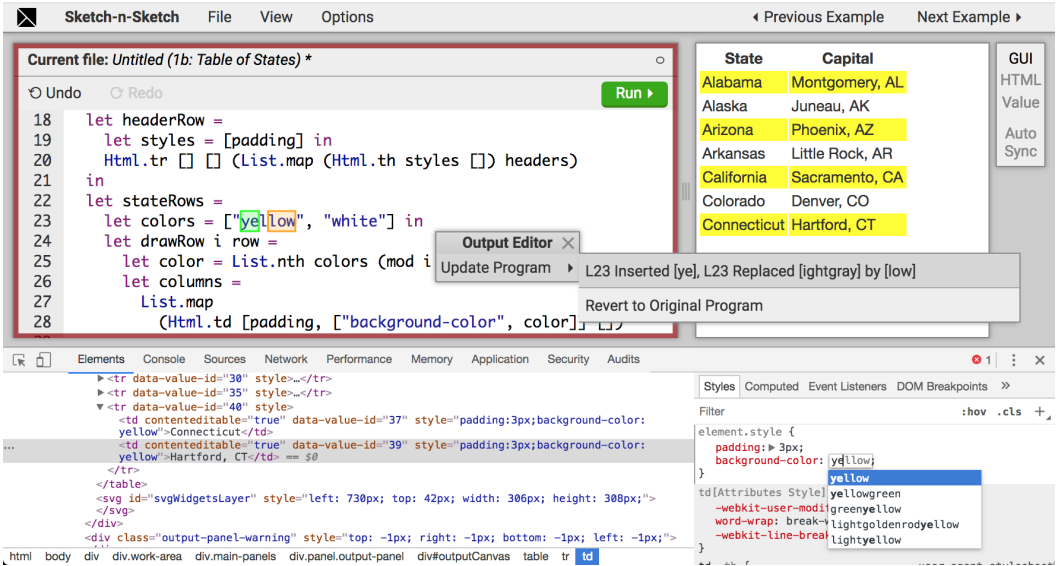 Sketch-n-Sketch File View Options Previous Example Next Example
Current file: Untitled (1b: Table of States) *
Undo Redo Run
18 let headerRow =
19 let styles = [padding] in
20 Html.tr [] [] (List.map (Html.th styles []) headers)
21 in
22 let stateRows =
23 let colors = ["yellow", "white"] in
24 let drawRow i row =
25 let color = List.nth colors (mod i
26 let columns =
27 List.map
28 (Html.td [padding, ["background-color", color]] [])
Output Editor
Update Program
L23 Inserted [ye], L23 Replaced [ightgray] by [low]
Revert to Original Program
State Capital
Alabama Montgomery, AL
Alaska Juneau, AK
Arizona Phoenix, AZ
Arkansas Little Rock, AR
California Sacramento, CA
Colorado Denver, CO
Connecticut Hartford, CT
GUI
HTML
Value
Auto
Sync
Elements Console Sources Network Performance Memory Application Security Audits 1
<tr data-value-id="30" style>…</tr>
<tr data-value-id="35" style>…</tr>
<tr data-value-id="40" style>
<td contenteditable="true" data-value-id="37" style="padding:3px;background-color:
yellow">Connecticut</td>
<td contenteditable="true" data-value-id="39" style="padding:3px;background-color:
yellow">Hartford, CT</td> == $0
</tr>
</table>
<svg id="svgWidgetsLayer" style="left: 730px; top: 42px; width: 306px; height: 308px;">
</svg>
</div>
<div class="output-panel-warning" style="top: -1px; right: -1px; bottom: -1px; left: -1px;">
html body div div.work-area div.main-panels div.panel.output-panel div#outputCanvas table tr td
Styles Computed Event Listeners DOM Breakpoints »
Filter :hov .cls +
element.style {
padding: 3px;
background-color: yellow;
}
td[Attributes Style]
-webkit-user-modif
word-wrap: break-w
-webkit-line-break
}
yellow
yellowgreen
greenyellow
lightgoldenrodyellow
lightyellow